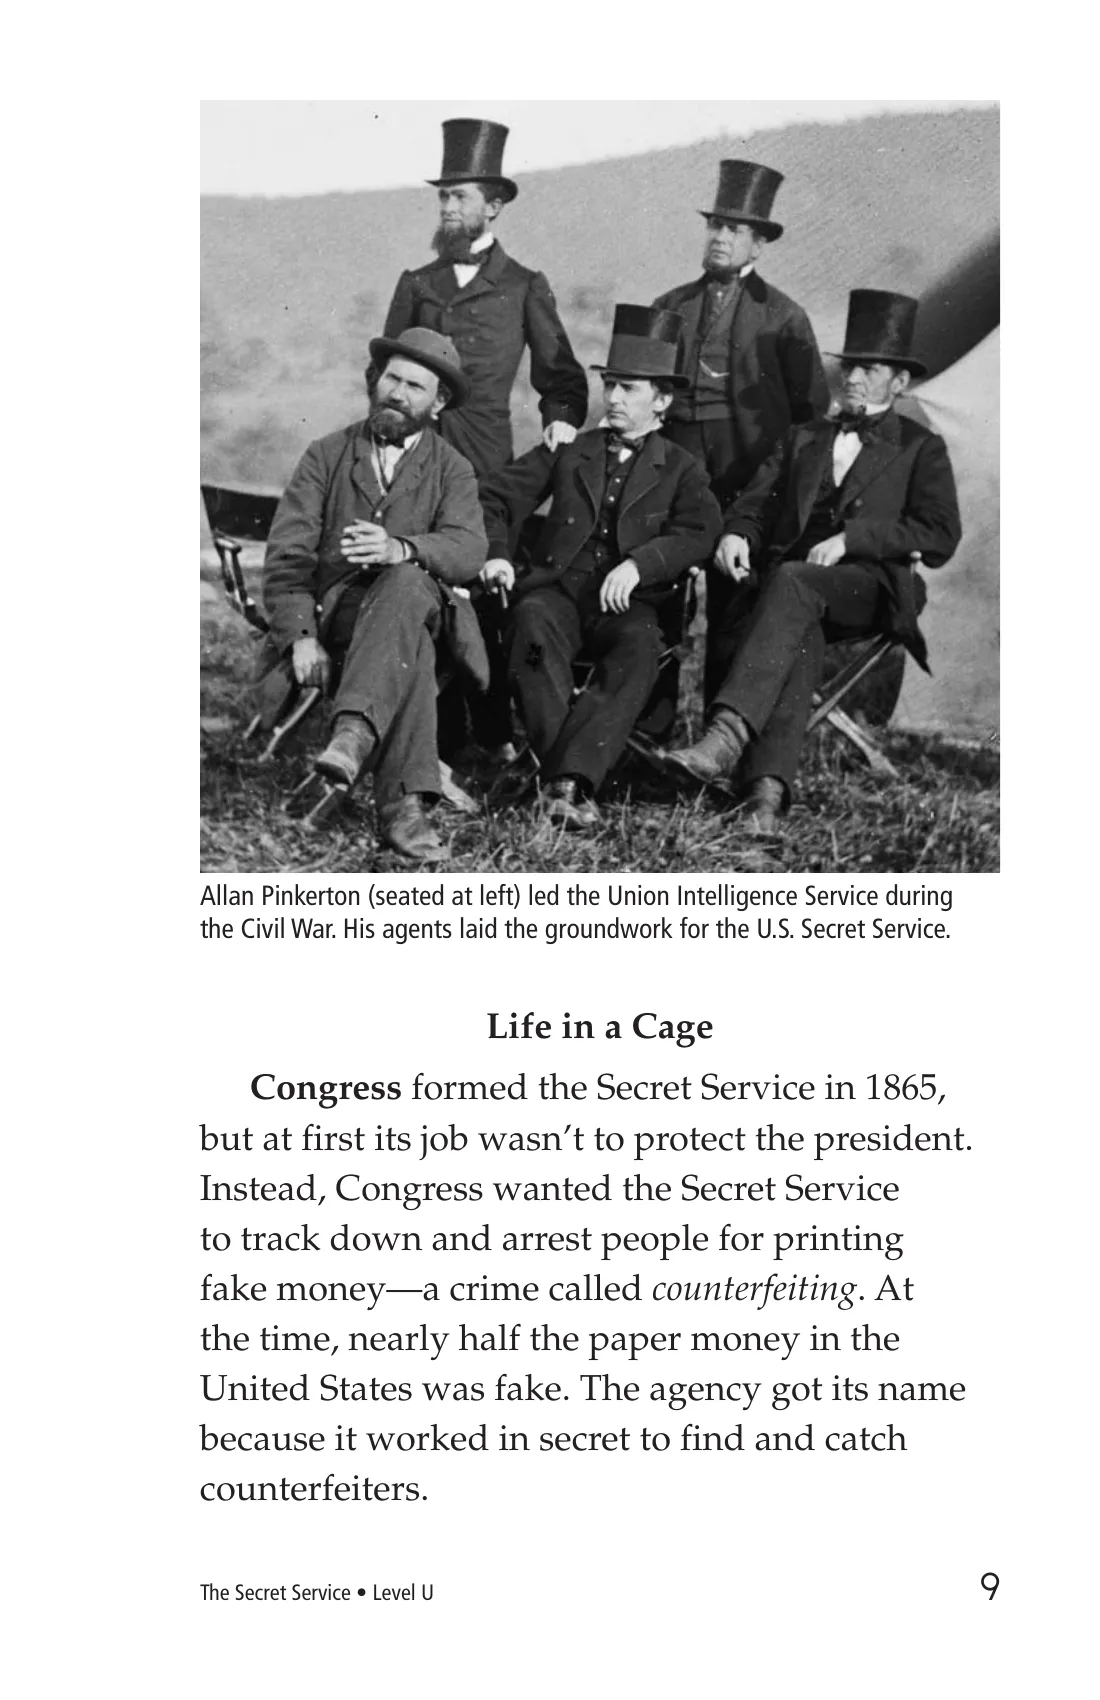 Allan Pinkerton (seated at left) led the Union Intelligence Service during
the Civil War. His agents laid the groundwork for the U.S. Secret Service.
Life in a Cage
Congress formed the Secret Service in 1865,
but at first its job wasn’t to protect the president.
Instead, Congress wanted the Secret Service
to track down and arrest people for printing
fake money—a crime called counterfeiting. At
the time, nearly half the paper money in the
United States was fake. The agency got its name
because it worked in secret to find and catch
counterfeiters.
The Secret Service • Level U
9